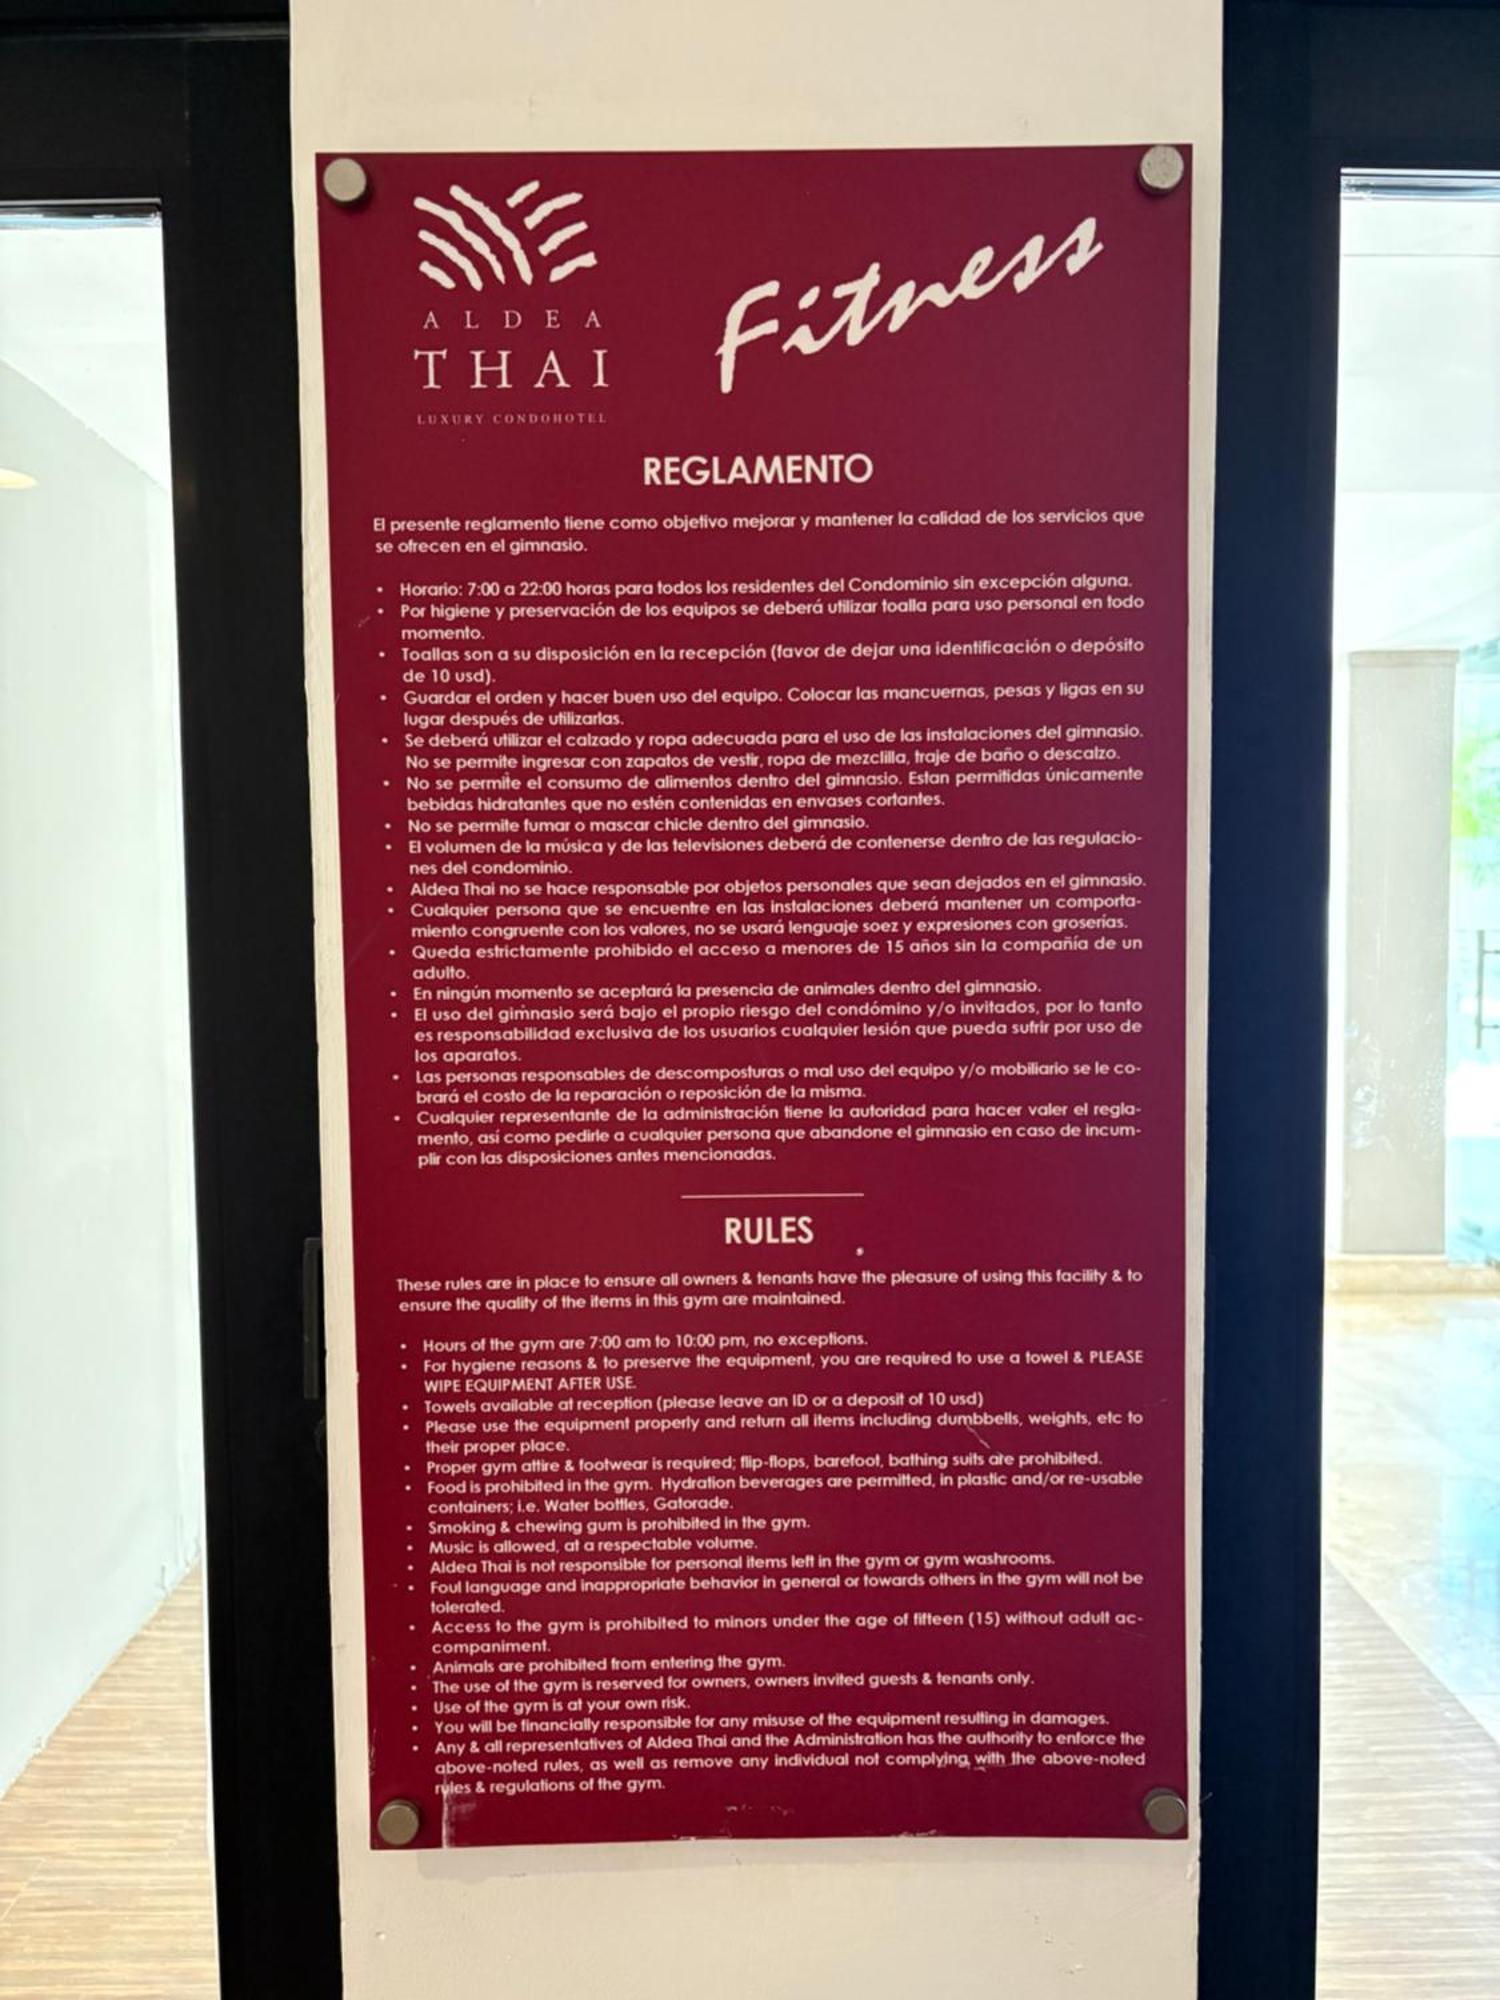 ALDEA
THAI
LUXURY CONDOHOTEL
Fitness
REGLAMENTO
El presente reglamento tiene como objetivo mejorar y mantener la calidad de los servicios que
se ofrecen en el gimnasio.
• Horario: 7:00 a 22:00 horas para todos los residentes del Condominio sin excepción alguna.
• Por higiene y preservación de los equipos se deberá utilizar toalla para uso personal en todo
momento.
• Toallas son a su disposición en la recepción (favor de dejar una identificación o depósito
de 10 usd).
• Guardar el orden y hacer buen uso del equipo. Colocar las mancuernas, pesas y ligas en su
lugar después de utilizarlas.
• Se deberá utilizar el calzado y ropa adecuada para el uso de las instalaciones del gimnasio.
No se permite ingresar con zapatos de vestir, ropa de mezclilla, traje de baño o descalzo.
• No se permite el consumo de alimentos dentro del gimnasio. Estan permitidas únicamente
bebidas hidratantes que no estén contenidas en envases cortantes.
• No se permite fumar o mascar chicle dentro del gimnasio.
• El volumen de la música y de las televisiones deberá de contenerse dentro de las regulacio-
nes del condominio.
• Aldea Thai no se hace responsable por objetos personales que sean dejados en el gimnasio.
• Cualquier persona que se encuentre en las instalaciones deberá mantener un comporta-
miento congruente con los valores, no se usará lenguaje soez y expresiones con groserías.
• Queda estrictamente prohibido el acceso a menores de 15 años sin la compañía de un
adulto.
• En ningún momento se aceptará la presencia de animales dentro del gimnasio.
• El uso del gimnasio será bajo el propio riesgo del condómino y/o invitados, por lo tanto
es responsabilidad exclusiva de los usuarios cualquier lesión que pueda sufrir por uso de
los aparatos.
• Las personas responsables de descomposturas o mal uso del equipo y/o mobiliario se le co-
brará el costo de la reparación o reposición de la misma.
• Cualquier representante de la administración tiene la autoridad para hacer valer el regla-
mento, así como pedirle a cualquier persona que abandone el gimnasio en caso de incum-
plir con las disposiciones antes mencionadas.
RULES
These rules are in place to ensure all owners & tenants have the pleasure of using this facility & to
ensure the quality of the items in this gym are maintained.
• Hours of the gym are 7:00 am to 10:00 pm, no exceptions.
• For hygiene reasons & to preserve the equipment, you are required to use a towel & PLEASE
WIPE EQUIPMENT AFTER USE.
• Towels available at reception (please leave an ID or a deposit of 10 usd)
• Please use the equipment properly and return all items including dumbbells, weights, etc to
their proper place.
• Proper gym attire & footwear is required; flip-flops, barefoot, bathing suits are prohibited.
• Food is prohibited in the gym. Hydration beverages are permitted, in plastic and/or re-usable
containers; i.e. Water bottles, Gatorade.
• Smoking & chewing gum is prohibited in the gym.
• Music is allowed, at a respectable volume.
• Aldea Thai is not responsible for personal items left in the gym or gym washrooms.
• Foul language and inappropriate behavior in general or towards others in the gym will not be
tolerated.
• Access to the gym is prohibited to minors under the age of fifteen (15) without adult ac-
companiment.
• Animals are prohibited from entering the gym.
• The use of the gym is reserved for owners, owners invited guests & tenants only.
• Use of the gym is at your own risk.
• You will be financially responsible for any misuse of the equipment resulting in damages.
• Any & all representatives of Aldea Thai and the Administration has the authority to enforce the
above-noted rules, as well as remove any individual not complying with the above-noted
rules & regulations of the gym.